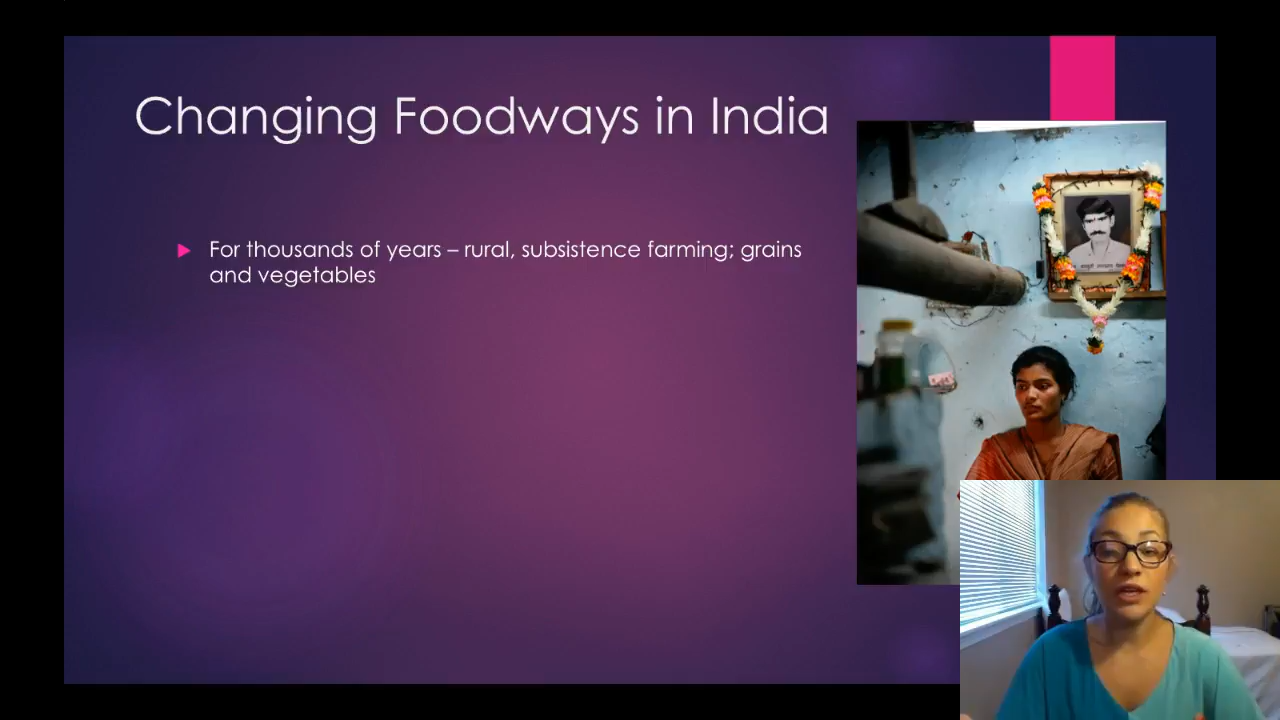 Changing Foodways in India
For thousands of years – rural, subsistence farming; grains
and vegetables